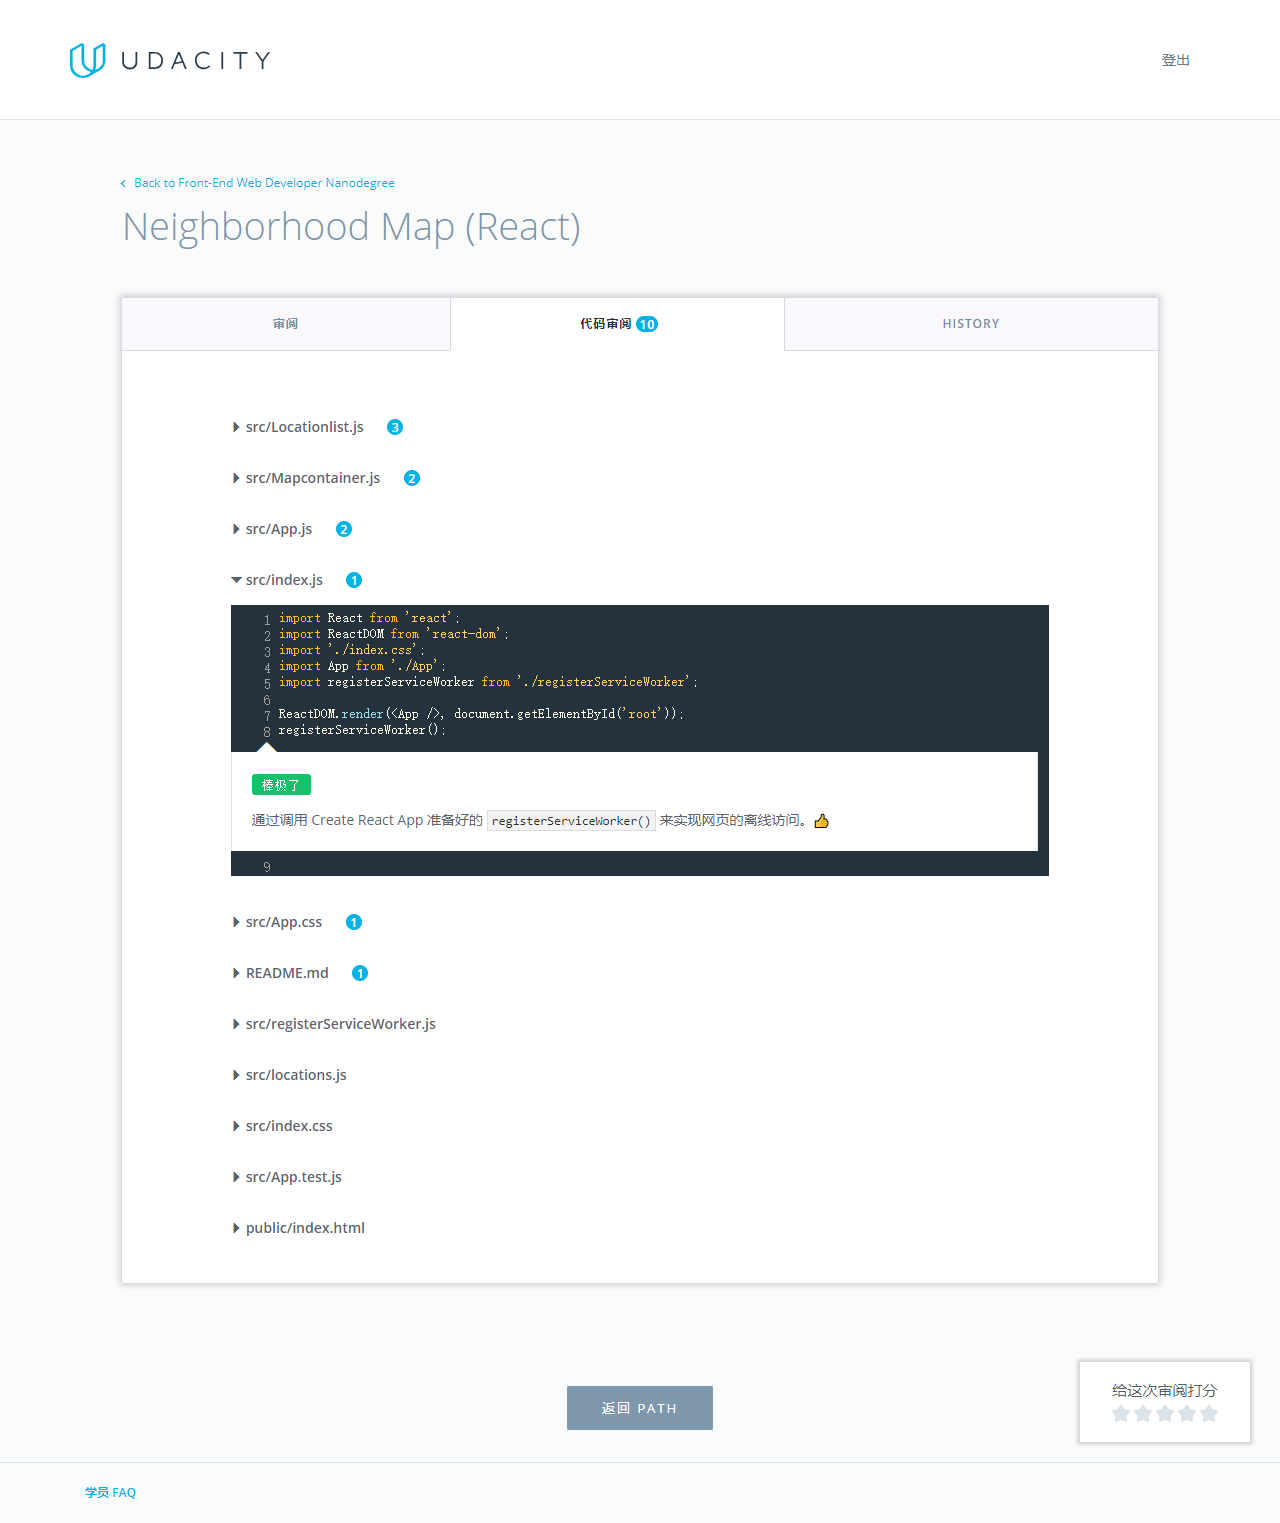 UDACITY
登出
Back to Front-End Web Developer Nanodegree
Neighborhood Map (React)
审阅
代码审阅 10
HISTORY
src/Locationlist.js 3
src/Mapcontainer.js 2
src/App.js 2
src/index.js 1
1 import React from 'react';
2 import ReactDOM from 'react-dom';
3 import './index.css';
4 import App from './App';
5 import registerServiceWorker from './registerServiceWorker';
6
7 ReactDOM.render(<App />, document.getElementById('root'));
8 registerServiceWorker();
棒极了
通过调用 Create React App 准备好的 registerServiceWorker() 来实现网页的离线访问。👍
9
src/App.css 1
README.md 1
src/registerServiceWorker.js
src/locations.js
src/index.css
src/App.test.js
public/index.html
给这次审阅打分
返回 PATH
学员 FAQ